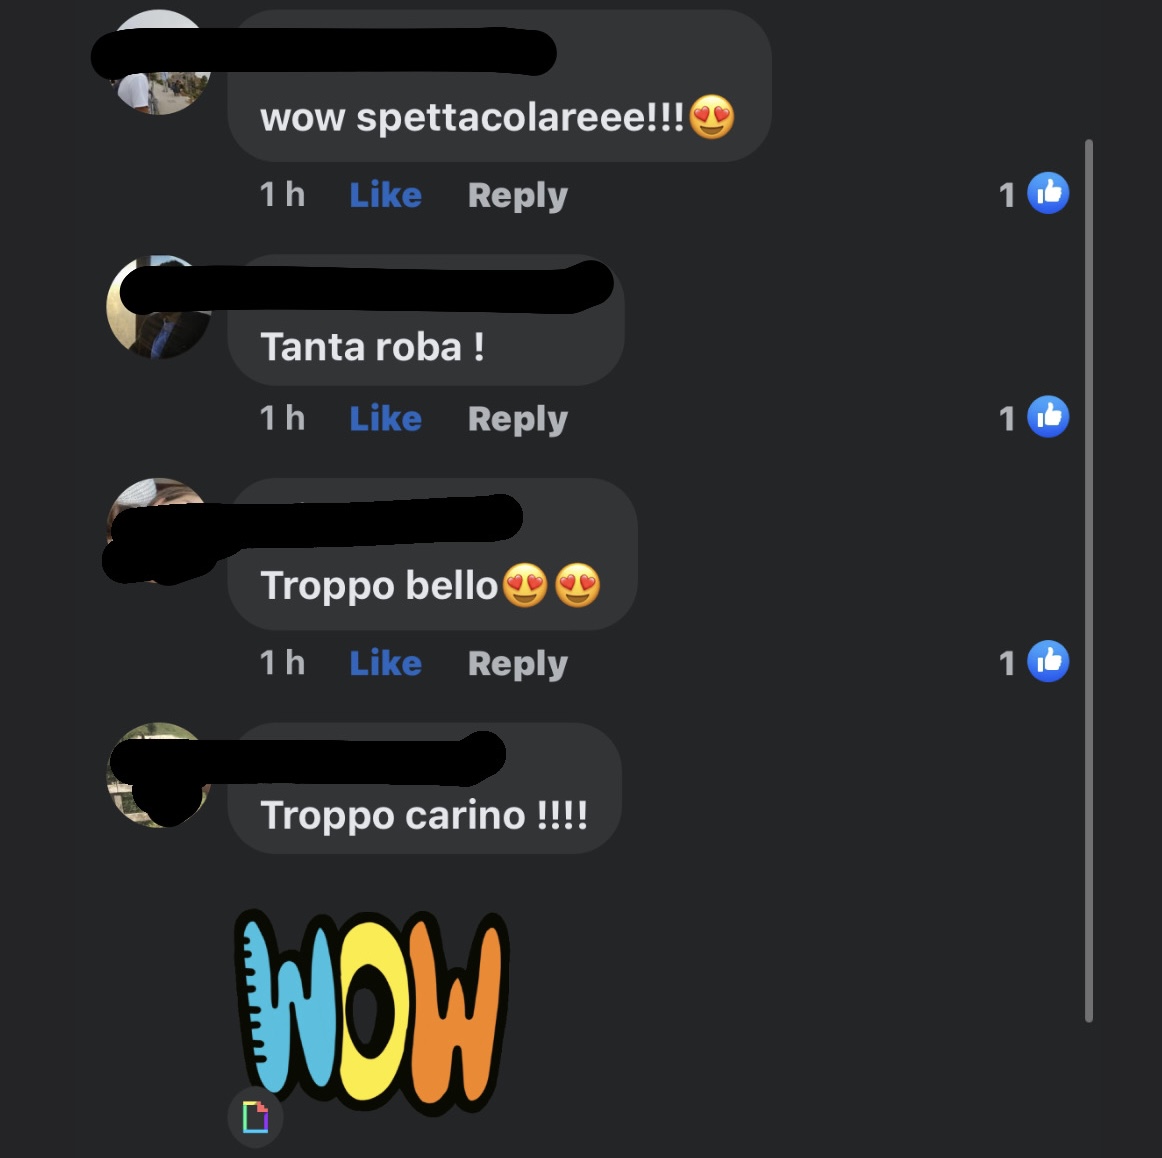 wow spettacolareee!!!😍
1 h Like Reply 1
Tanta roba !
1 h Like Reply 1
Troppo bello😍😍
1 h Like Reply 1
Troppo carino !!!!
WOW